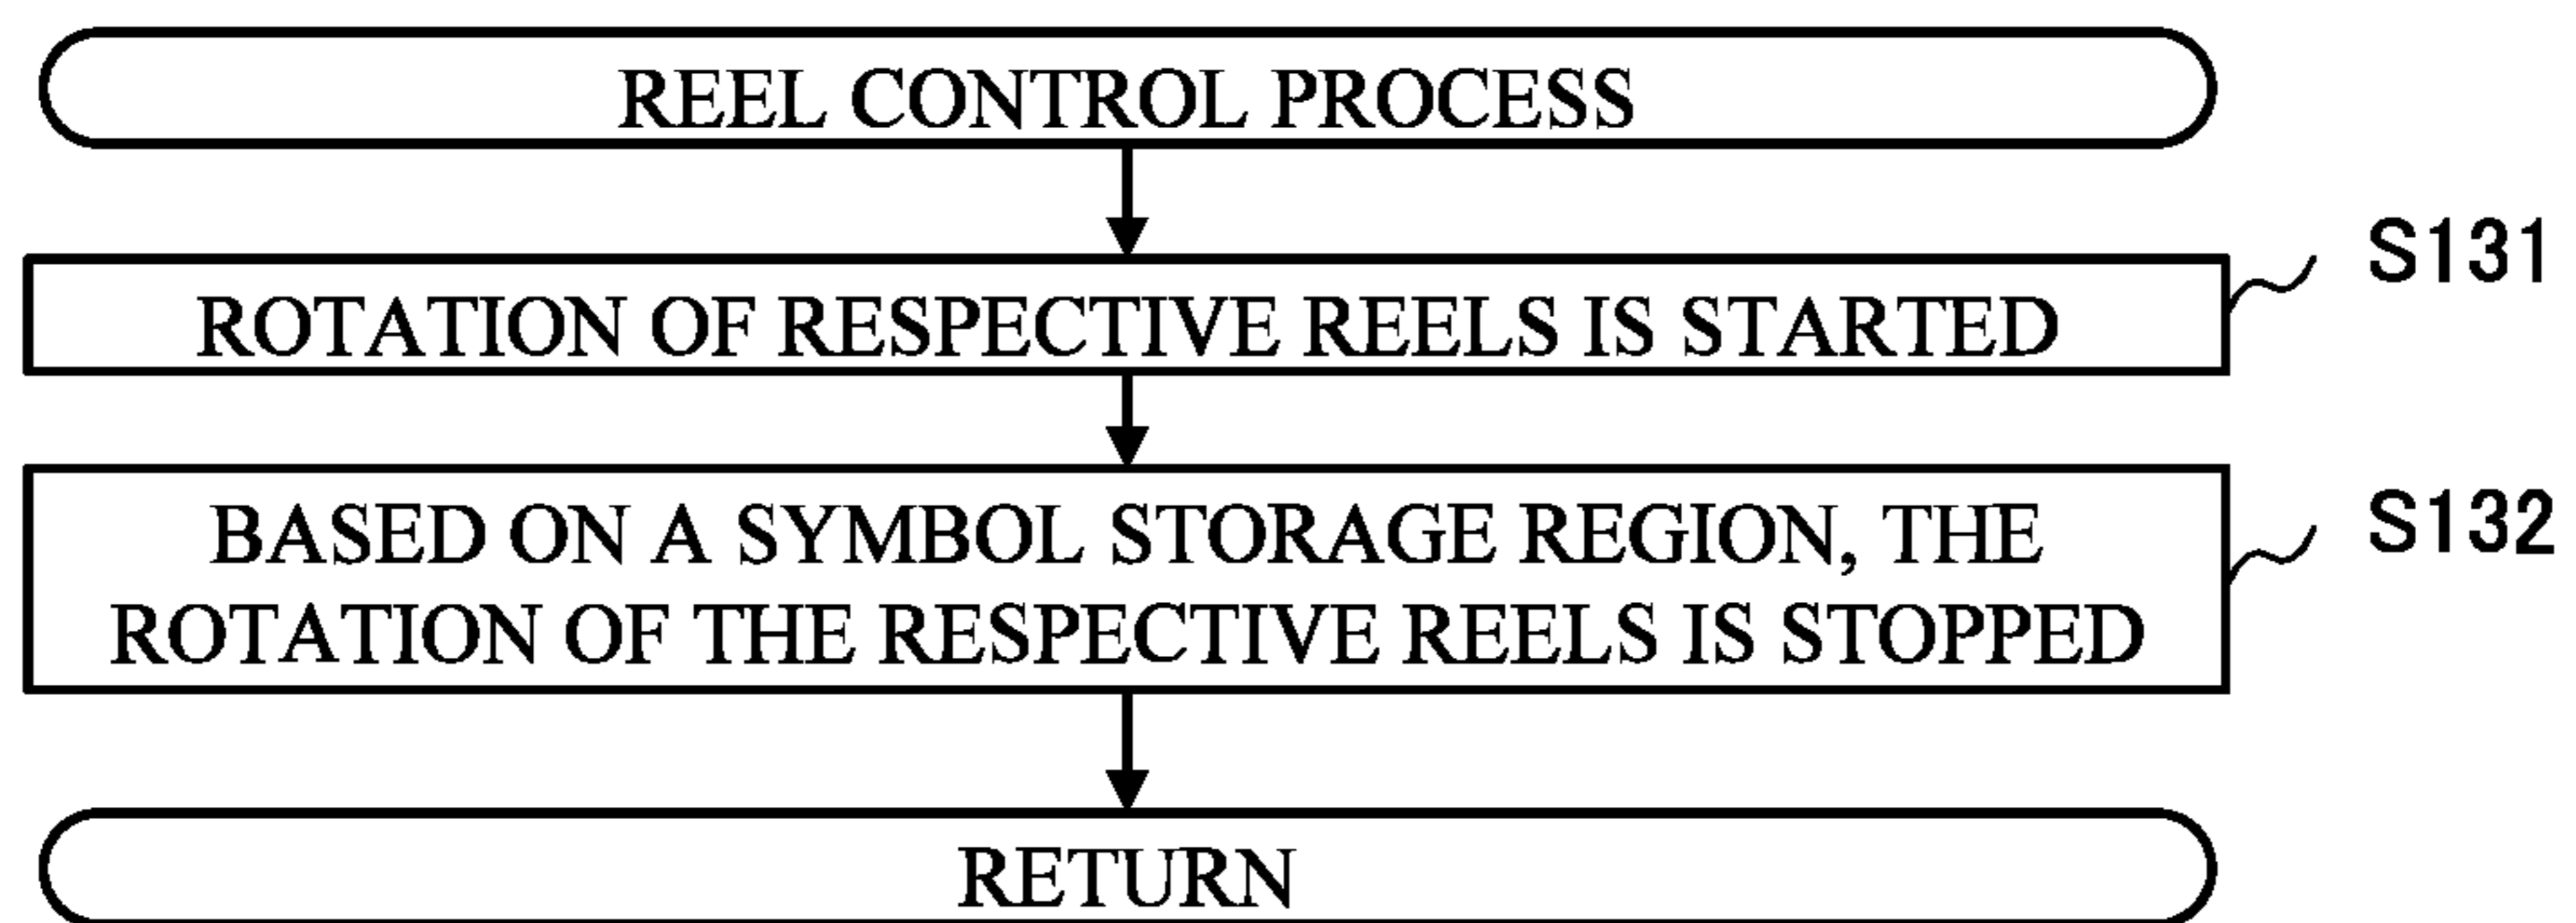 REEL CONTROL PROCESS
S131
ROTATION OF RESPECTIVE REELS IS STARTED
S132
BASED ON A SYMBOL STORAGE REGION, THE
ROTATION OF THE RESPECTIVE REELS IS STOPPED
RETURN